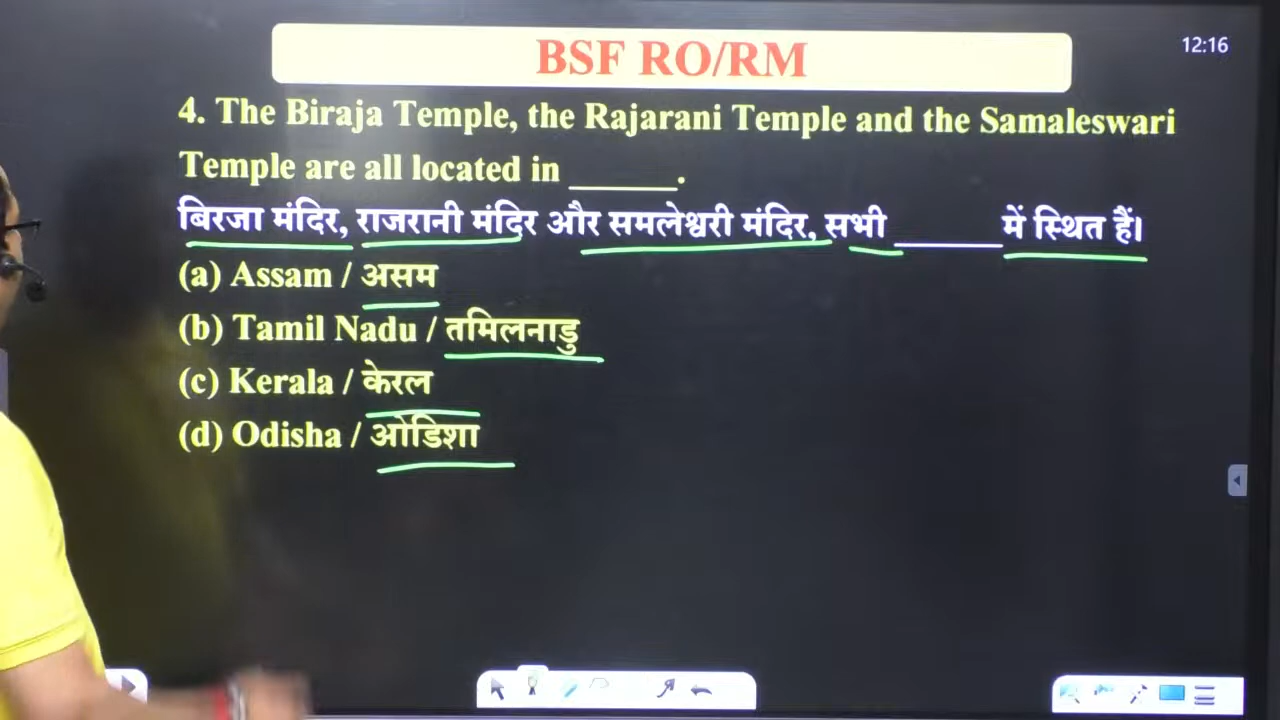 BSF RO/RM
12:16
4. The Biraja Temple, the Rajarani Temple and the Samaleswari
Temple are all located in ______.
बिरजा मंदिर, राजरानी मंदिर और समलेश्वरी मंदिर, सभी ______ में स्थित हैं।
(a) Assam / असम
(b) Tamil Nadu / तमिलनाडु
(c) Kerala / केरल
(d) Odisha / ओडिशा